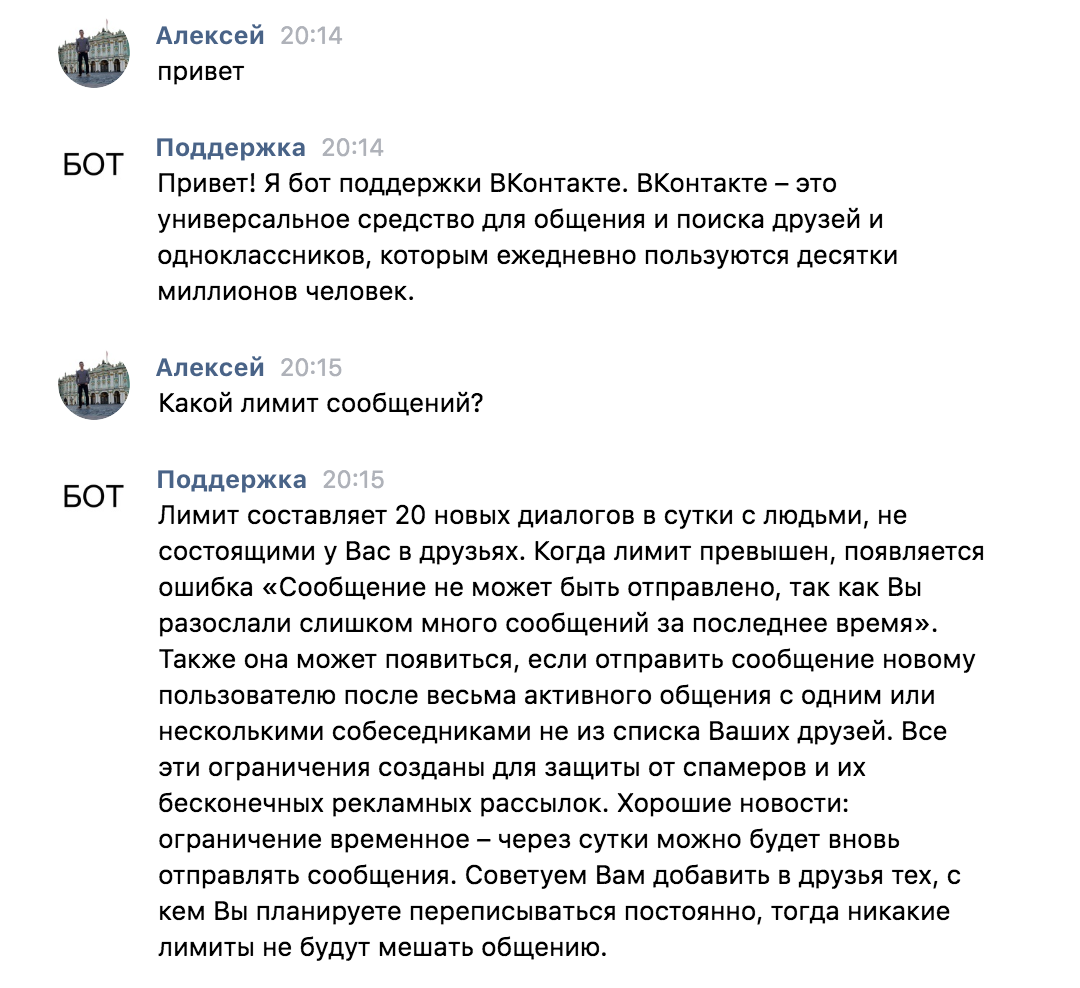 Алексей 20:14
привет
БОТ
Поддержка 20:14
Привет! Я бот поддержки ВКонтакте. ВКонтакте – это
универсальное средство для общения и поиска друзей и
одноклассников, которым ежедневно пользуются десятки
миллионов человек.
Алексей 20:15
Какой лимит сообщений?
БОТ
Поддержка 20:15
Лимит составляет 20 новых диалогов в сутки с людьми, не
состоящими у Вас в друзьях. Когда лимит превышен, появляется
ошибка «Сообщение не может быть отправлено, так как Вы
разослали слишком много сообщений за последнее время».
Также она может появиться, если отправить сообщение новому
пользователю после весьма активного общения с одним или
несколькими собеседниками не из списка Ваших друзей. Все
эти ограничения созданы для защиты от спамеров и их
бесконечных рекламных рассылок. Хорошие новости:
ограничение временное – через сутки можно будет вновь
отправлять сообщения. Советуем Вам добавить в друзья тех, с
кем Вы планируете переписываться постоянно, тогда никакие
лимиты не будут мешать общению.